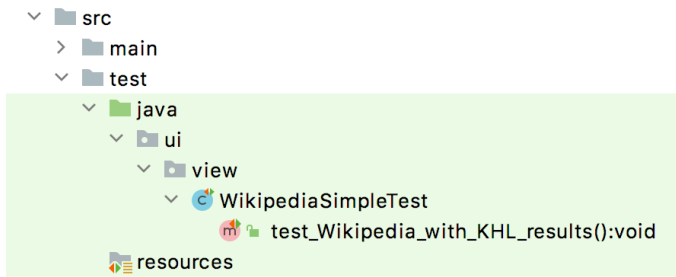 src
main
test
java
ui
view
WikipediaSimpleTest
test_Wikipedia_with_KHL_results():void
resources